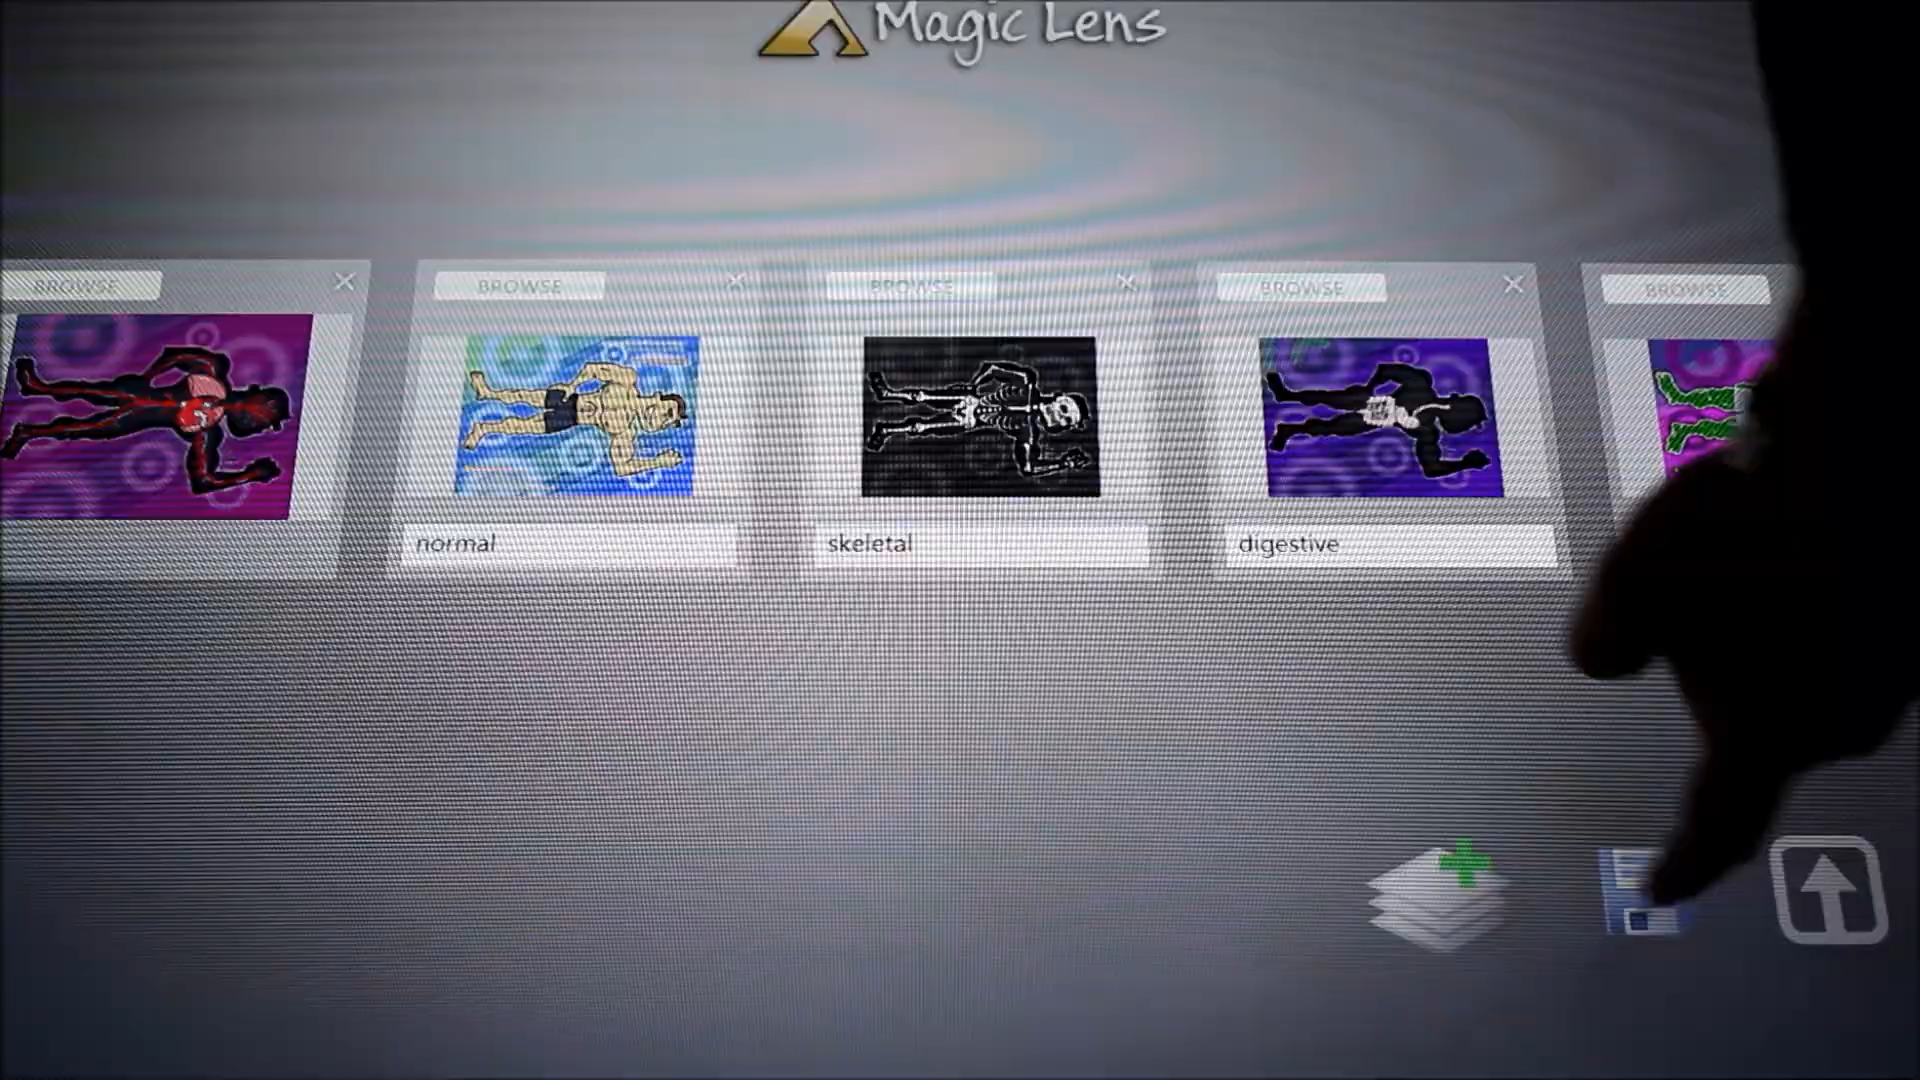 Magic Lens
BROWSE
BROWSE
BROWSE
BROWSE
BROWSE
normal
skeletal
digestive